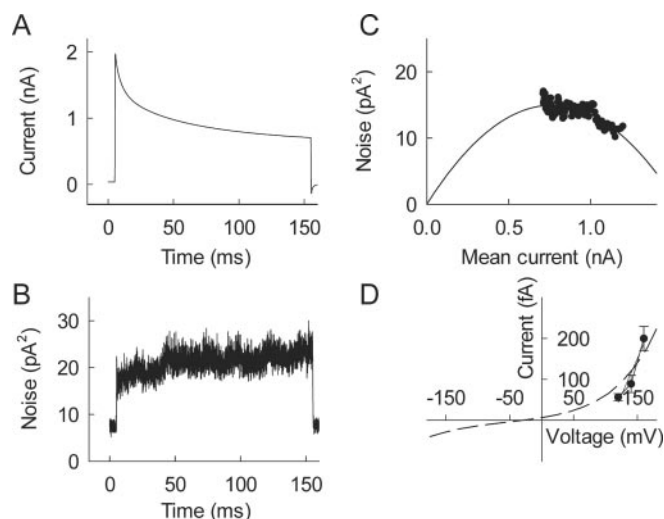 A
Current (nA)
2
1
0
0 50 100 150
Time (ms)
B
Noise (pA²)
30
20
10
0
0 50 100 150
Time (ms)
C
Noise (pA²)
20
10
0
0.0 0.5 1.0
Mean current (nA)
D
Current (fA)
200
100
-150 -50 50 150
Voltage (mV)